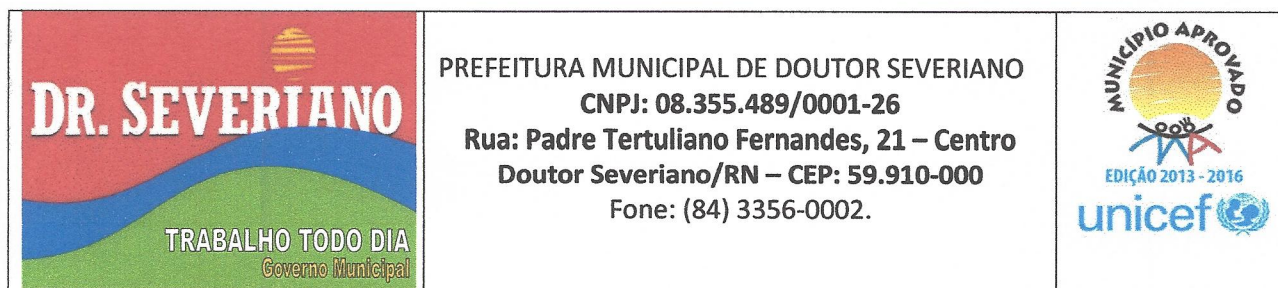 DR. SEVERIANO
TRABALHO TODO DIA
Governo Municipal
PREFEITURA MUNICIPAL DE DOUTOR SEVERIANO
CNPJ: 08.355.489/0001-26
Rua: Padre Tertuliano Fernandes, 21 – Centro
Doutor Severiano/RN – CEP: 59.910-000
Fone: (84) 3356-0002.
MUNICÍPIO APROVADO
EDIÇÃO 2013 - 2016
unicef